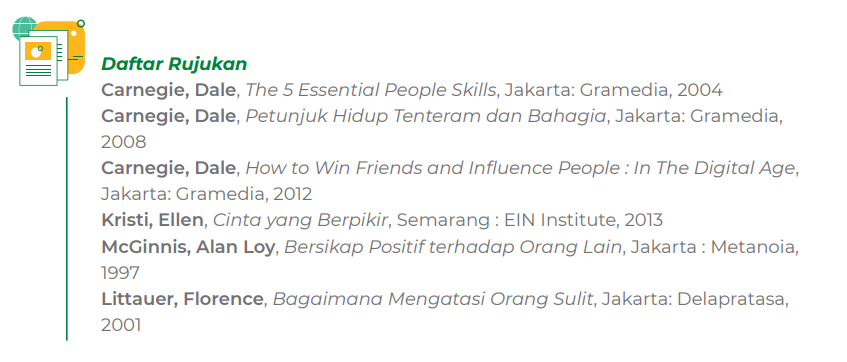 Daftar Rujukan
Carnegie, Dale, The 5 Essential People Skills, Jakarta: Gramedia, 2004
Carnegie, Dale, Petunjuk Hidup Tenteram dan Bahagia, Jakarta: Gramedia,
2008
Carnegie, Dale, How to Win Friends and Influence People : In The Digital Age,
Jakarta: Gramedia, 2012
Kristi, Ellen, Cinta yang Berpikir, Semarang : EIN Institute, 2013
McGinnis, Alan Loy, Bersikap Positif terhadap Orang Lain, Jakarta : Metanoia,
1997
Littauer, Florence, Bagaimana Mengatasi Orang Sulit, Jakarta: Delapratasa,
2001